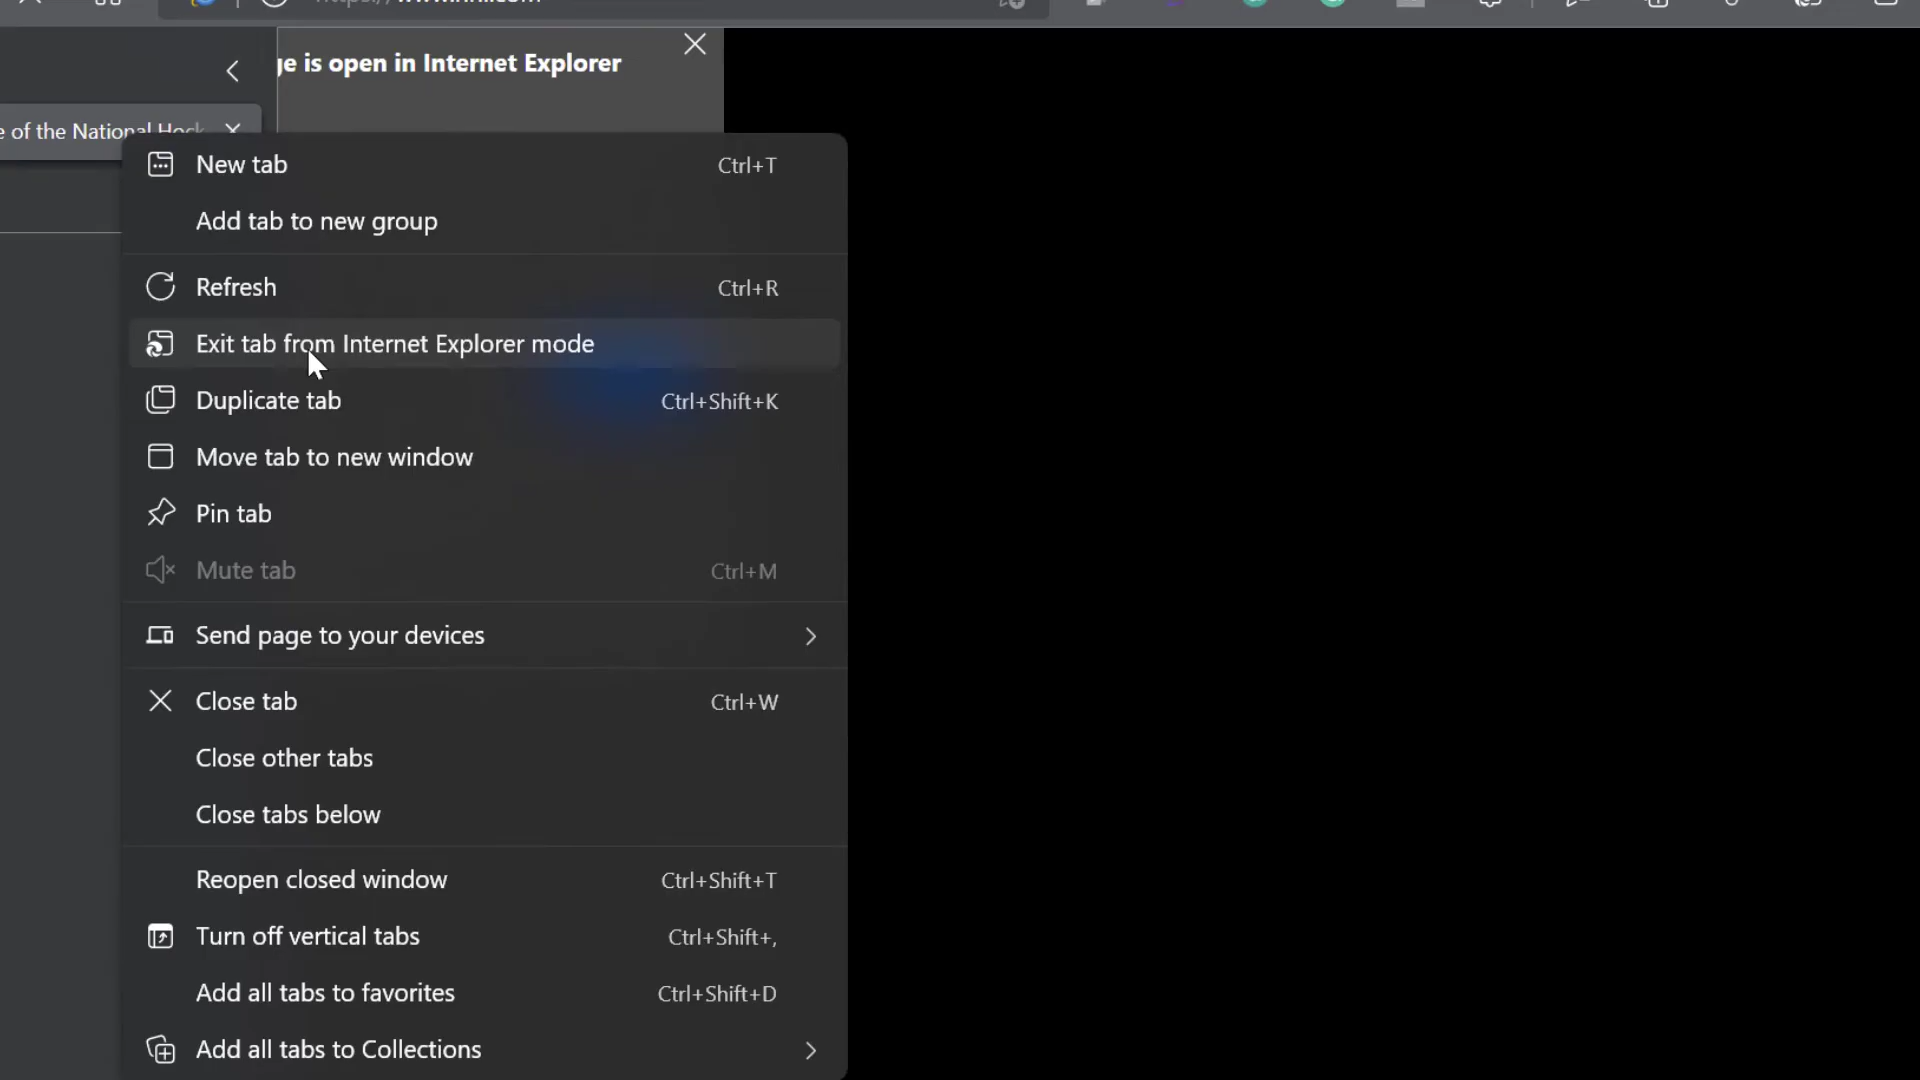 is open in Internet Explorer
of the National Hock
New tab Ctrl+T
Add tab to new group
Refresh Ctrl+R
Exit tab from Internet Explorer mode
Duplicate tab Ctrl+Shift+K
Move tab to new window
Pin tab
Mute tab Ctrl+M
Send page to your devices
Close tab Ctrl+W
Close other tabs
Close tabs below
Reopen closed window Ctrl+Shift+T
Turn off vertical tabs Ctrl+Shift+,
Add all tabs to favorites Ctrl+Shift+D
Add all tabs to Collections